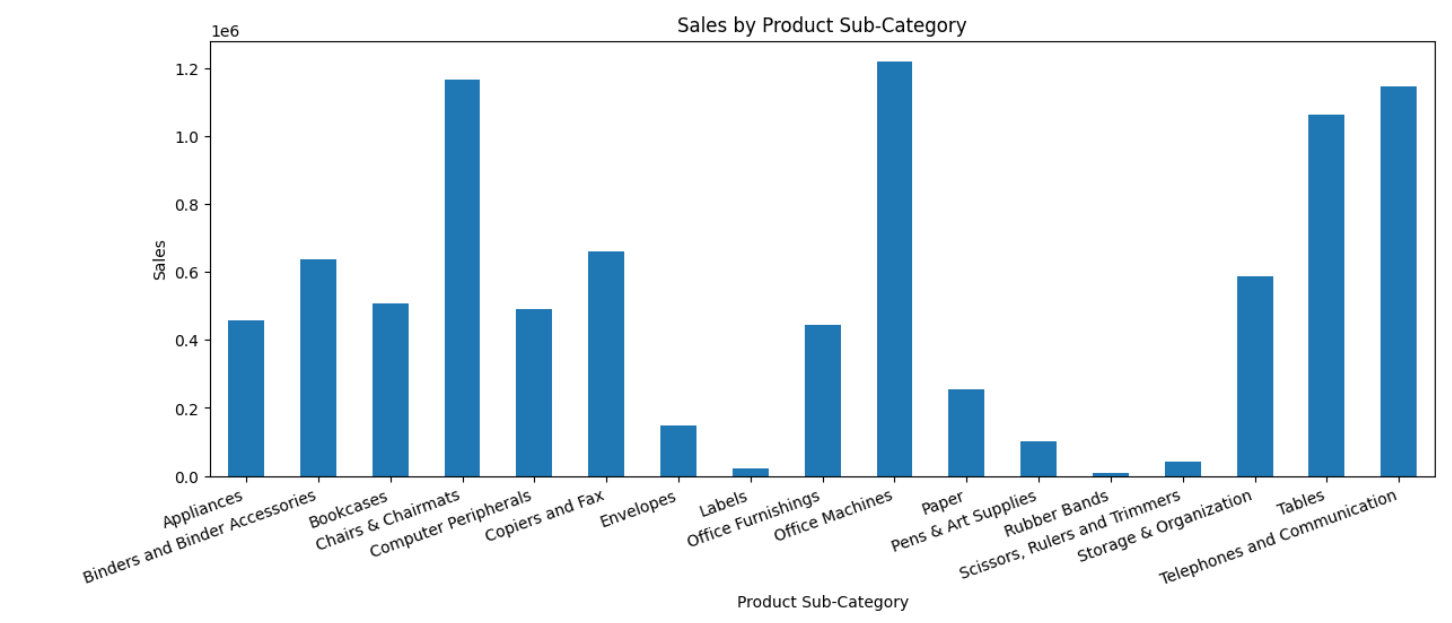 Sales by Product Sub-Category
1e6
1.2
1.0
0.8
0.6
0.4
0.2
0.0
Sales
Appliances
Binders and Binder Accessories
Bookcases
Chairs & Chairmats
Computer Peripherals
Copiers and Fax
Envelopes
Labels
Office Furnishings
Office Machines
Paper
Pens & Art Supplies
Rubber Bands
Scissors, Rulers and Trimmers
Storage & Organization
Tables
Telephones and Communication
Product Sub-Category